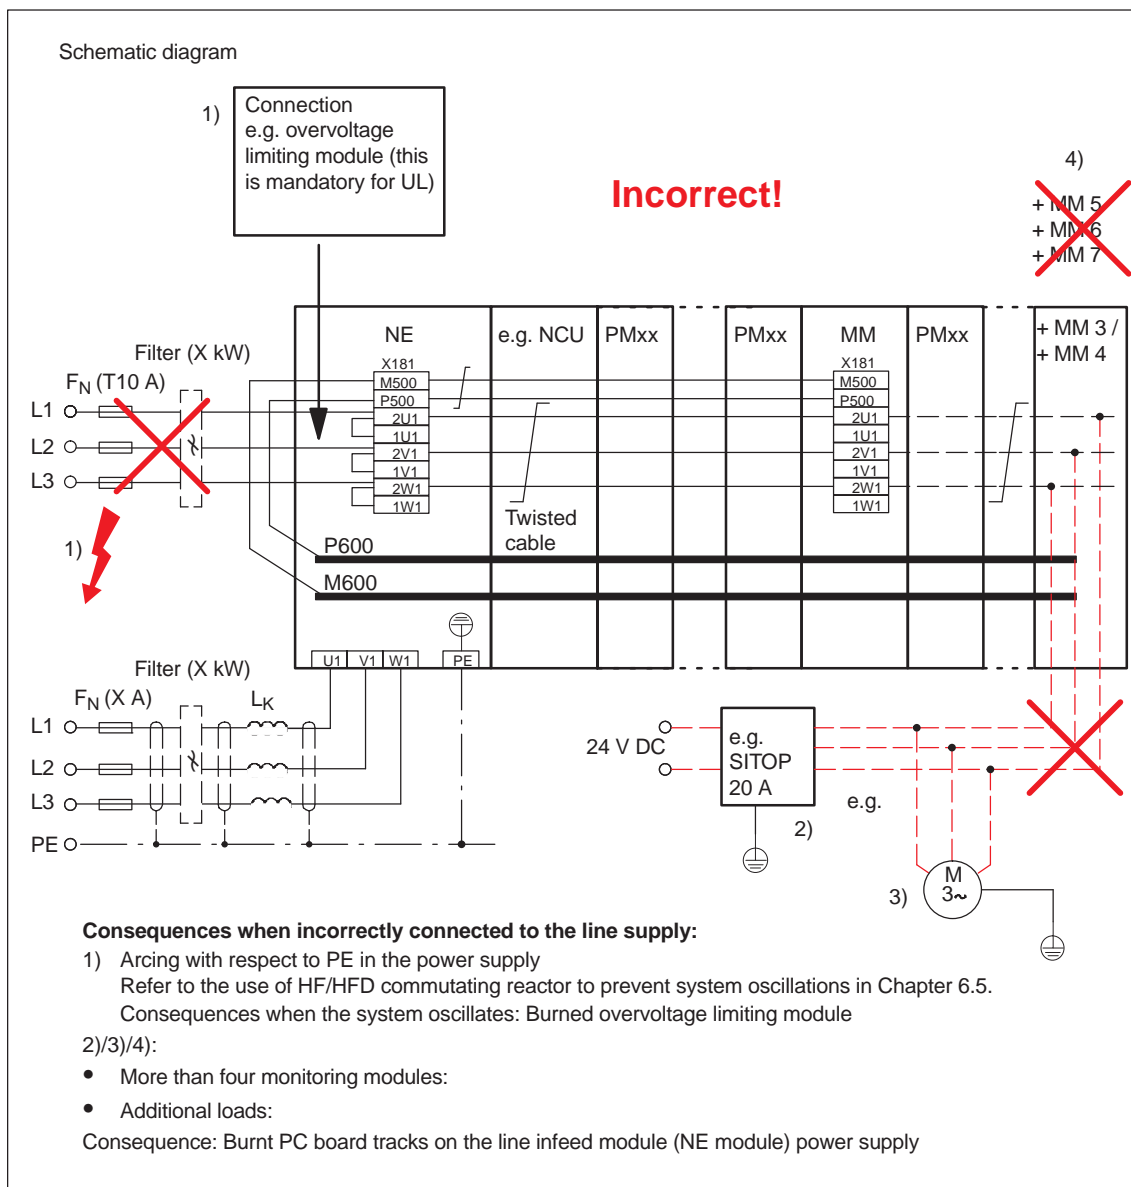 Schematic diagram
1)
Connection
e.g. overvoltage
limiting module (this
is mandatory for UL)
Incorrect!
4)
+ MM 5
+ MM 6
+ MM 7
NE
e.g. NCU
PMxx
PMxx
MM
PMxx
+ MM 3 /
+ MM 4
Filter (X kW)
FN (T10 A)
L1
L2
L3
X181
M500
P500
2U1
1U1
2V1
1V1
2W1
1W1
X181
M500
P500
2U1
1U1
2V1
1V1
2W1
1W1
Twisted
cable
1)
P600
M600
U1
V1
W1
PE
Filter (X kW)
FN (X A)
LK
L1
L2
L3
PE
24 V DC
e.g.
SITOP
20 A
2)
e.g.
3)
M
3~
Consequences when incorrectly connected to the line supply:
1) Arcing with respect to PE in the power supply
Refer to the use of HF/HFD commutating reactor to prevent system oscillations in Chapter 6.5.
Consequences when the system oscillates: Burned overvoltage limiting module
2)/3)/4):
• More than four monitoring modules:
• Additional loads:
Consequence: Burnt PC board tracks on the line infeed module (NE module) power supply